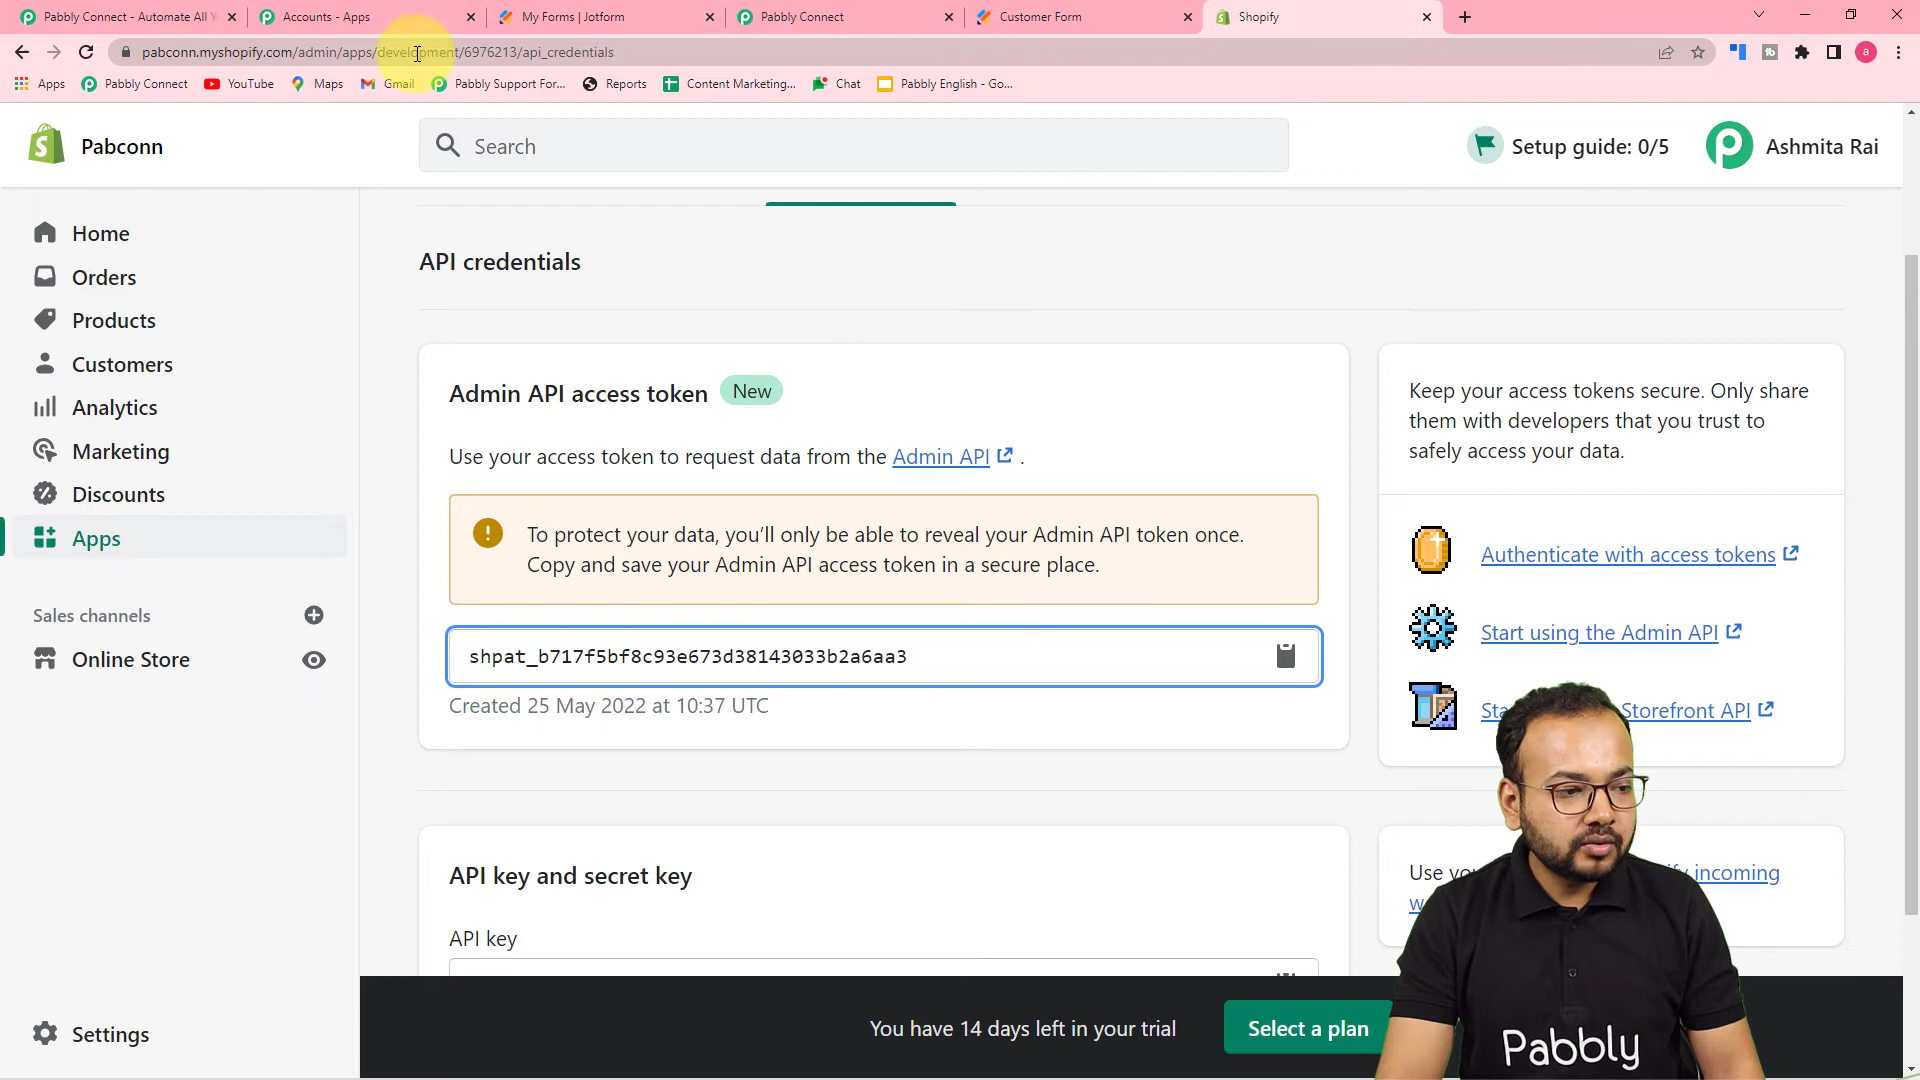 Pabbly Connect - Automate All Y
Accounts - Apps
My Forms | Jotform
Pabbly Connect
Customer Form
Shopify
pabconn.myshopify.com/admin/apps/development/6976213/api_credentials
a
Apps
Pabbly Connect
YouTube
Maps
Gmail
Pabbly Support For...
Reports
Content Marketing...
Chat
Pabbly English - Go...
Pabconn
Search
Setup guide: 0/5
Ashmita Rai
Home
Orders
Products
Customers
Analytics
Marketing
Discounts
Apps
Sales channels
Online Store
Settings
API credentials
Admin API access token
New
Use your access token to request data from the Admin API .
To protect your data, you’ll only be able to reveal your Admin API token once.
Copy and save your Admin API access token in a secure place.
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
Created 25 May 2022 at 10:37 UTC
Keep your access tokens secure. Only share
them with developers that you trust to
safely access your data.
Authenticate with access tokens
Start using the Admin API
Storefront API
API key and secret key
API key
incoming
You have 14 days left in your trial
Select a plan
Pabbly